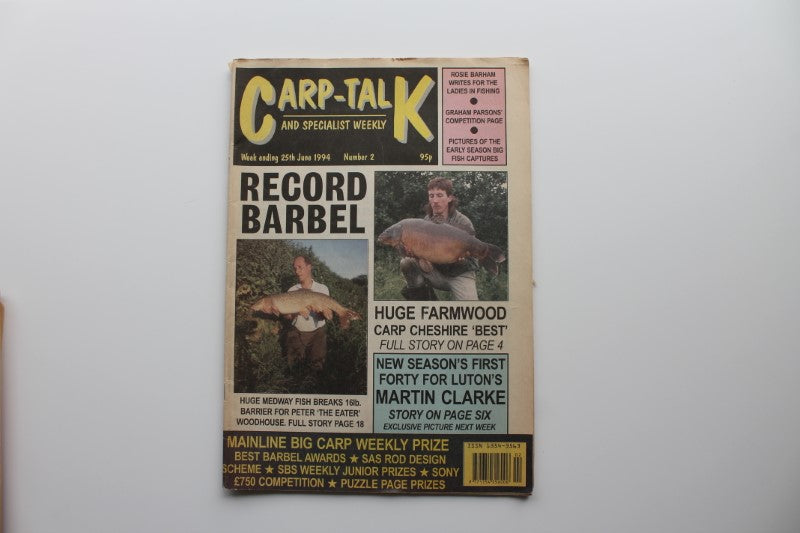 CARP-TALK
AND SPECIALIST WEEKLY
Week ending 25th June 1994 Number 2 95p
ROSIE BARHAM
WRITES FOR THE
LADIES IN FISHING
GRAHAM PARSONS'
COMPETITION PAGE
PICTURES OF THE
EARLY SEASON BIG
FISH CAPTURES
RECORD
BARBEL
HUGE MEDWAY FISH BREAKS 16lb.
BARRIER FOR PETER 'THE EATER'
WOODHOUSE. FULL STORY PAGE 18
HUGE FARMWOOD
CARP CHESHIRE 'BEST'
FULL STORY ON PAGE 4
NEW SEASON'S FIRST
FORTY FOR LUTON'S
MARTIN CLARKE
STORY ON PAGE SIX
EXCLUSIVE PICTURE NEXT WEEK
MAINLINE BIG CARP WEEKLY PRIZE
BEST BARBEL AWARDS ★ SAS ROD DESIGN
SCHEME ★ SBS WEEKLY JUNIOR PRIZES ★ SONY
£750 COMPETITION ★ PUZZLE PAGE PRIZES
ISSN